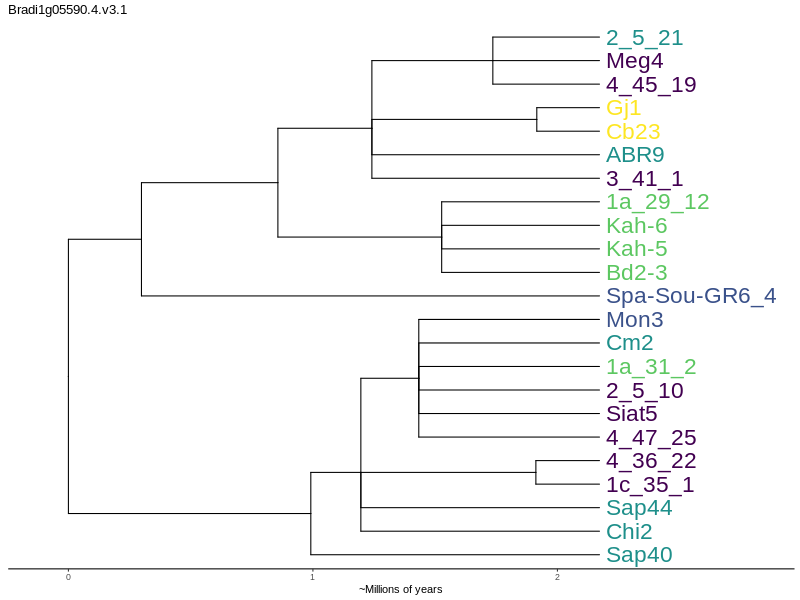 Bradi1g05590.4.v3.1
2_5_21
Meg4
4_45_19
Gj1
Cb23
ABR9
3_41_1
1a_29_12
Kah-6
Kah-5
Bd2-3
Spa-Sou-GR6_4
Mon3
Cm2
1a_31_2
2_5_10
Siat5
4_47_25
4_36_22
1c_35_1
Sap44
Chi2
Sap40
0 1 2
~Millions of years